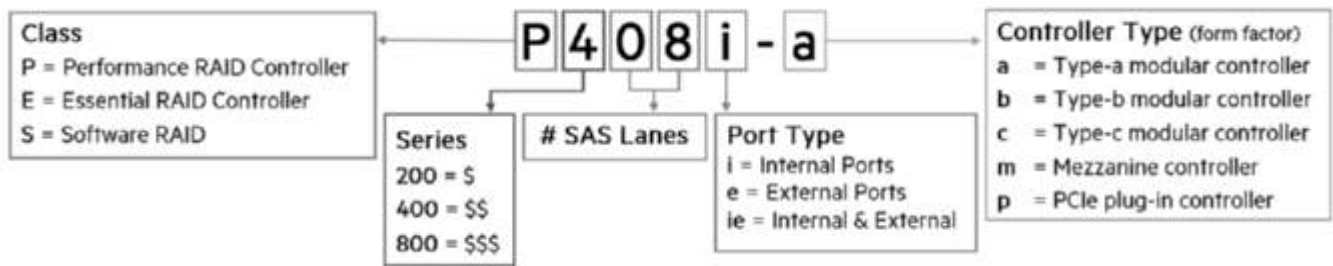 P408i-a
Class
P = Performance RAID Controller
E = Essential RAID Controller
S = Software RAID
Series
200 = $
400 = $$
800 = $$$
# SAS Lanes
Port Type
i = Internal Ports
e = External Ports
ie = Internal & External
Controller Type (form factor)
a = Type-a modular controller
b = Type-b modular controller
c = Type-c modular controller
m = Mezzanine controller
p = PCIe plug-in controller